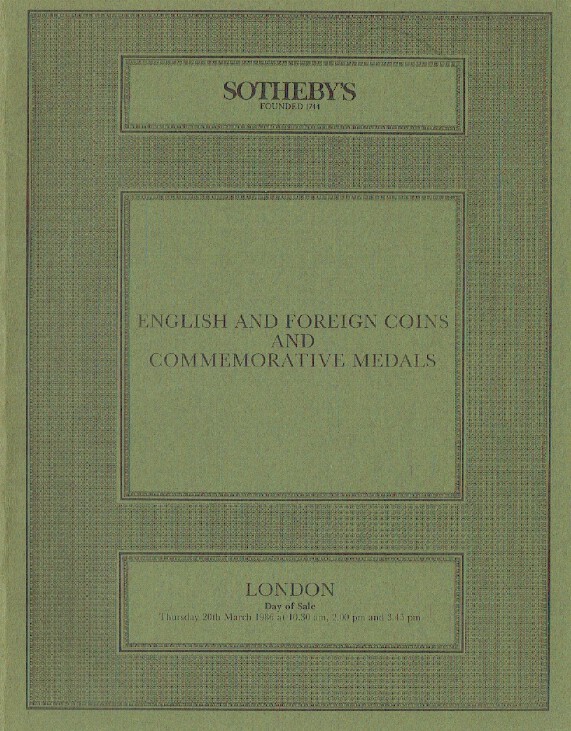 SOTHEBY'S
FOUNDED 1744
ENGLISH AND FOREIGN COINS
AND
COMMEMORATIVE MEDALS
LONDON
Day of Sale
Thursday 20th March 1986 at 10.30 am, 2.00 pm and 3.45 pm